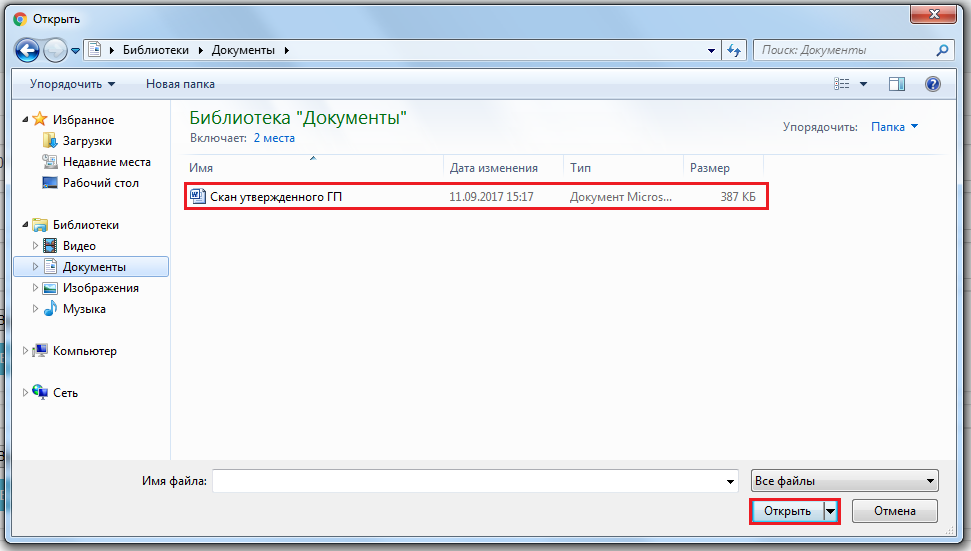 Открыть
Библиотеки Документы
Поиск: Документы
Упорядочить Новая папка
Избранное
Загрузки
Недавние места
Рабочий стол
Библиотеки
Видео
Документы
Изображения
Музыка
Компьютер
Сеть
Библиотека "Документы"
Включает: 2 места
Упорядочить: Папка
Имя Дата изменения Тип Размер
Скан утвержденного ГП 11.09.2017 15:17 Документ Micros... 387 КБ
Имя файла: Все файлы
Открыть Отмена